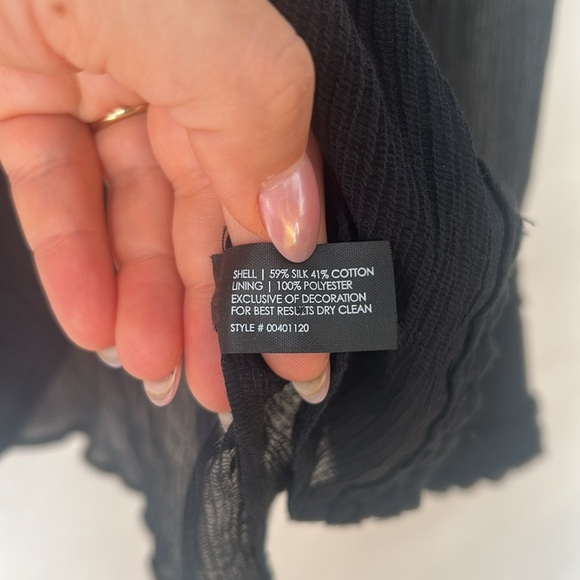 SHELL | 59% SILK 41% COTTON
LINING | 100% POLYESTER
EXCLUSIVE OF DECORATION
FOR BEST RESULTS DRY CLEAN
STYLE # 00401120